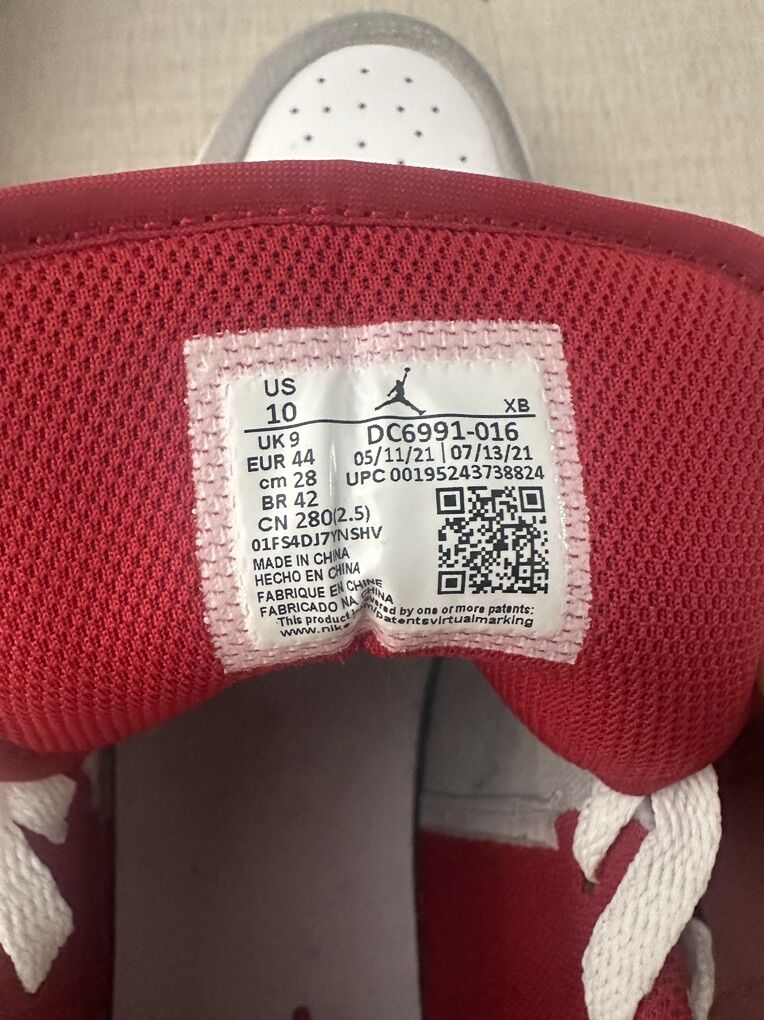 US
10
XB
UK 9
DC6991-016
EUR 44
05/11/21 | 07/13/21
cm 28
UPC 00195243738824
BR 42
CN 280(2.5)
01FS4DJ7YNSHV
MADE IN CHINA
HECHO EN CHINA
FABRIQUE EN CHINE
FABRICADO NA CHINA
This product by one or more patents: